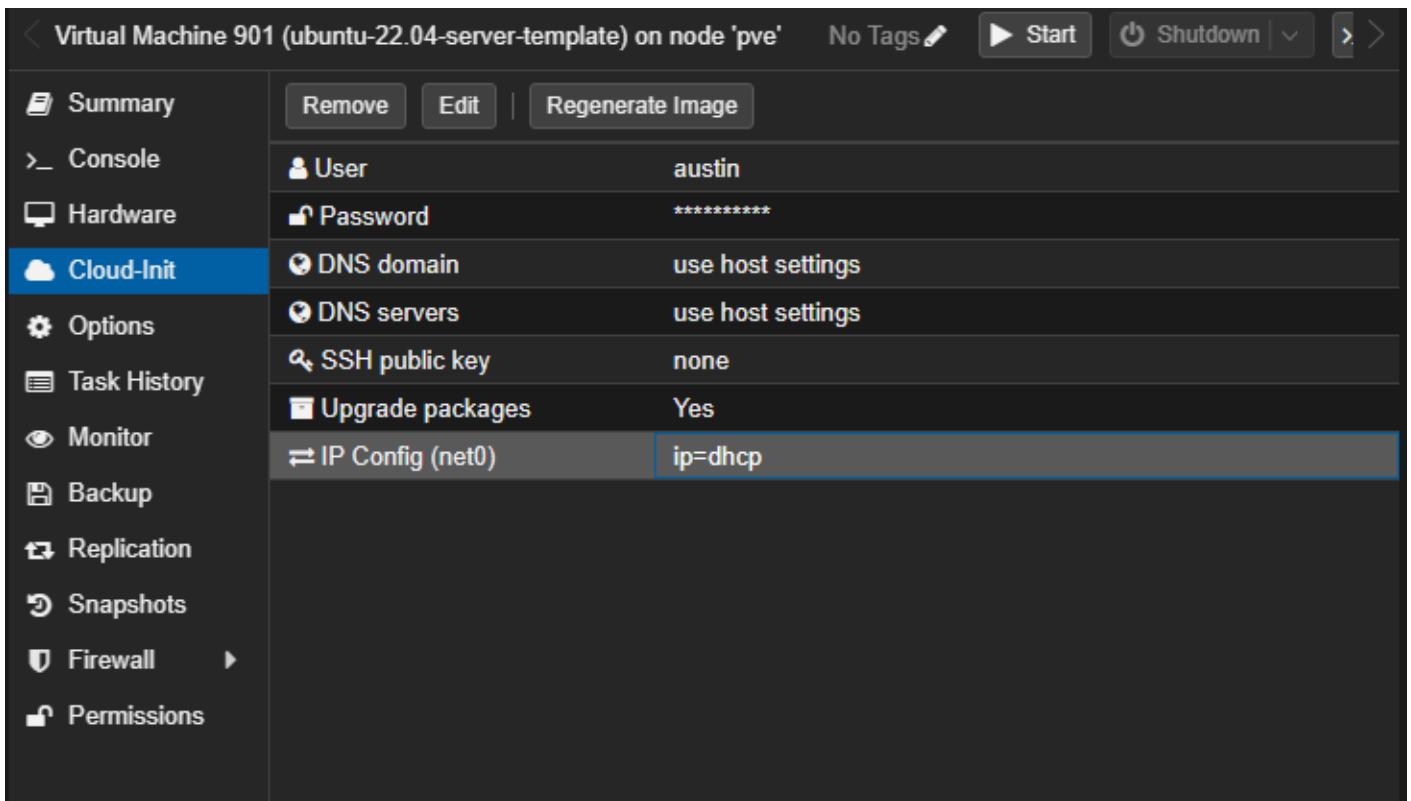 Virtual Machine 901 (ubuntu-22.04-server-template) on node 'pve' No Tags Start Shutdown
Summary
Console
Hardware
Cloud-Init
Options
Task History
Monitor
Backup
Replication
Snapshots
Firewall
Permissions
Remove Edit Regenerate Image
User austin
Password **********
DNS domain use host settings
DNS servers use host settings
SSH public key none
Upgrade packages Yes
IP Config (net0) ip=dhcp